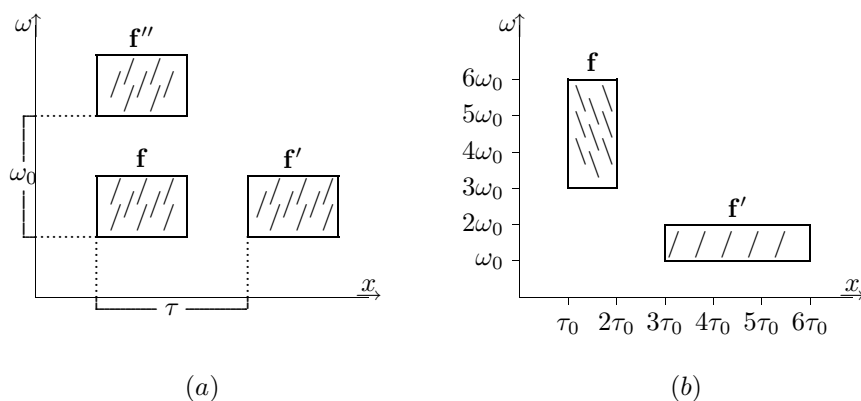 ω
f''
f
f'
ω₀
τ
x
(a)
ω
f
6ω₀
5ω₀
4ω₀
3ω₀
2ω₀
ω₀
f'
x
τ₀ 2τ₀ 3τ₀ 4τ₀ 5τ₀ 6τ₀
(b)